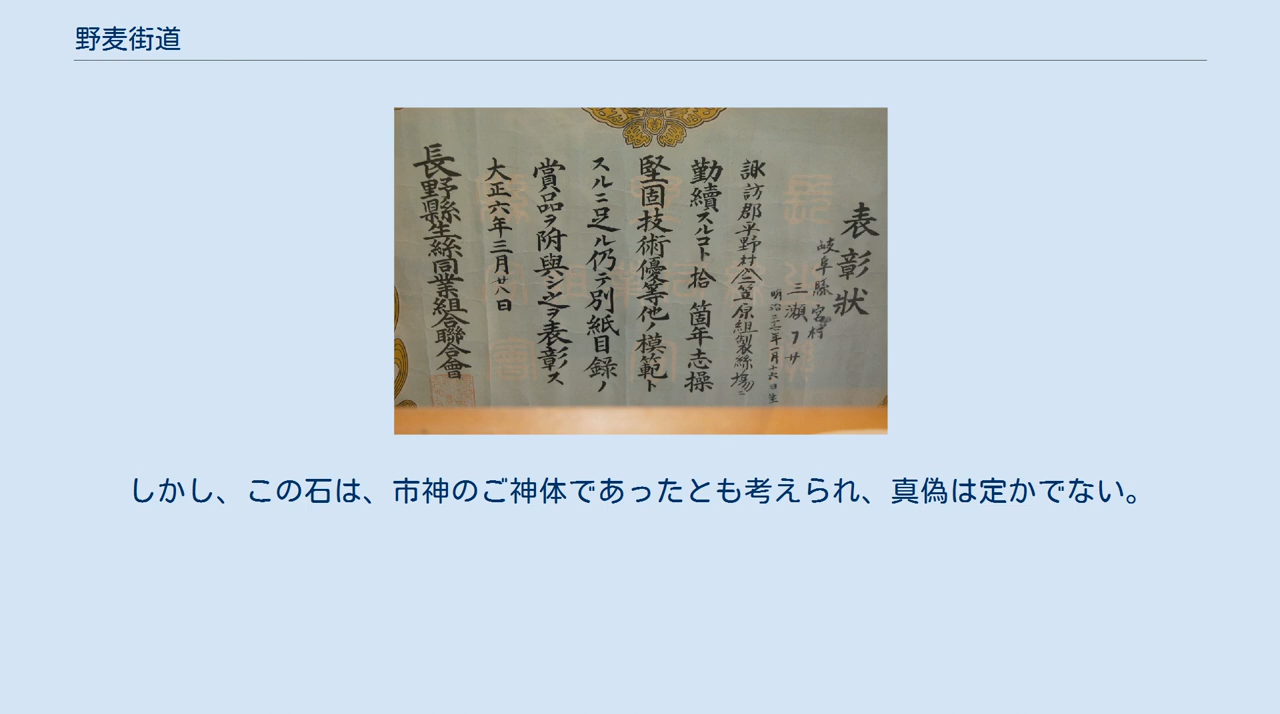 野麦街道
表彰狀
岐阜縣宮村
三瀬フサ
明治三十年一月十六日生
諏訪郡平野村笠原組製絲場ニ
勤續スルコト拾箇年志操
堅固技術優等他ノ模範ト
スルニ足ル仍テ別紙目録ノ
賞品ヲ附與シ之ヲ表彰ス
大正六年三月廿八日
長野縣生絲同業組合聯合會
しかし、この石は、市神のご神体であったとも考えられ、真偽は定かでない。